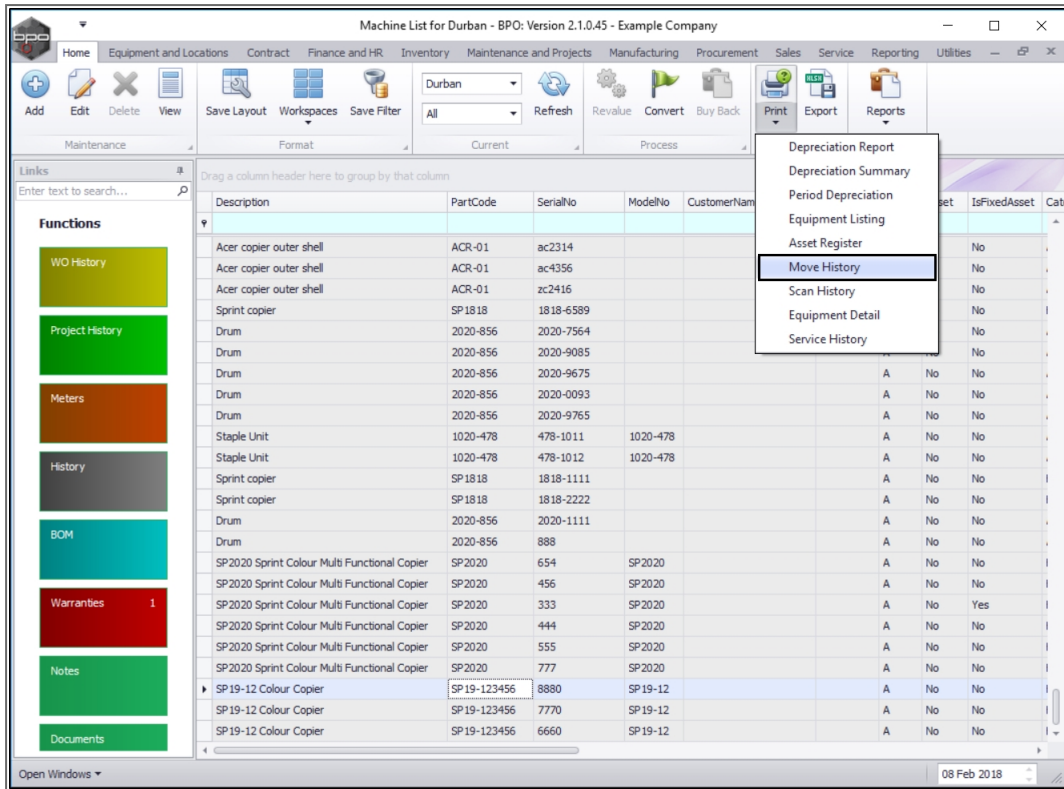 Machine List for Durban - BPO: Version 2.1.0.45 - Example Company
bpo
Home Equipment and Locations Contract Finance and HR Inventory Maintenance and Projects Manufacturing Procurement Sales Service Reporting Utilities
Add Edit Delete View Save Layout Workspaces Save Filter Durban All Refresh Revalue Convert Buy Back Print Export Reports
Maintenance Format Current Process
Depreciation Report
Depreciation Summary
Period Depreciation
Equipment Listing
Asset Register
Move History
Scan History
Equipment Detail
Service History
Links
Enter text to search...
Functions
WO History
Project History
Meters
History
BOM
Warranties 1
Notes
Documents
Drag a column header here to group by that column
Description PartCode SerialNo ModelNo CustomerNam set IsFixedAsset Cate
Acer copier outer shell ACR-01 ac2314 No
Acer copier outer shell ACR-01 ac4356 No
Acer copier outer shell ACR-01 zc2416 No
Sprint copier SP1818 1818-6589 No
Drum 2020-856 2020-7564 No
Drum 2020-856 2020-9085 A No No
Drum 2020-856 2020-9675 A No No
Drum 2020-856 2020-0093 A No No
Drum 2020-856 2020-9765 A No No
Staple Unit 1020-478 478-1011 1020-478 A No No
Staple Unit 1020-478 478-1012 1020-478 A No No
Sprint copier SP1818 1818-1111 A No No
Sprint copier SP1818 1818-2222 A No No
Drum 2020-856 2020-1111 A No No
Drum 2020-856 888 A No No
SP2020 Sprint Colour Multi Functional Copier SP2020 654 SP2020 A No No
SP2020 Sprint Colour Multi Functional Copier SP2020 456 SP2020 A No No
SP2020 Sprint Colour Multi Functional Copier SP2020 333 SP2020 A No Yes
SP2020 Sprint Colour Multi Functional Copier SP2020 444 SP2020 A No No
SP2020 Sprint Colour Multi Functional Copier SP2020 555 SP2020 A No No
SP2020 Sprint Colour Multi Functional Copier SP2020 777 SP2020 A No No
SP19-12 Colour Copier SP19-123456 8880 SP19-12 A No No
SP19-12 Colour Copier SP19-123456 7770 SP19-12 A No No
SP19-12 Colour Copier SP19-123456 6660 SP19-12 A No No
Open Windows 08 Feb 2018